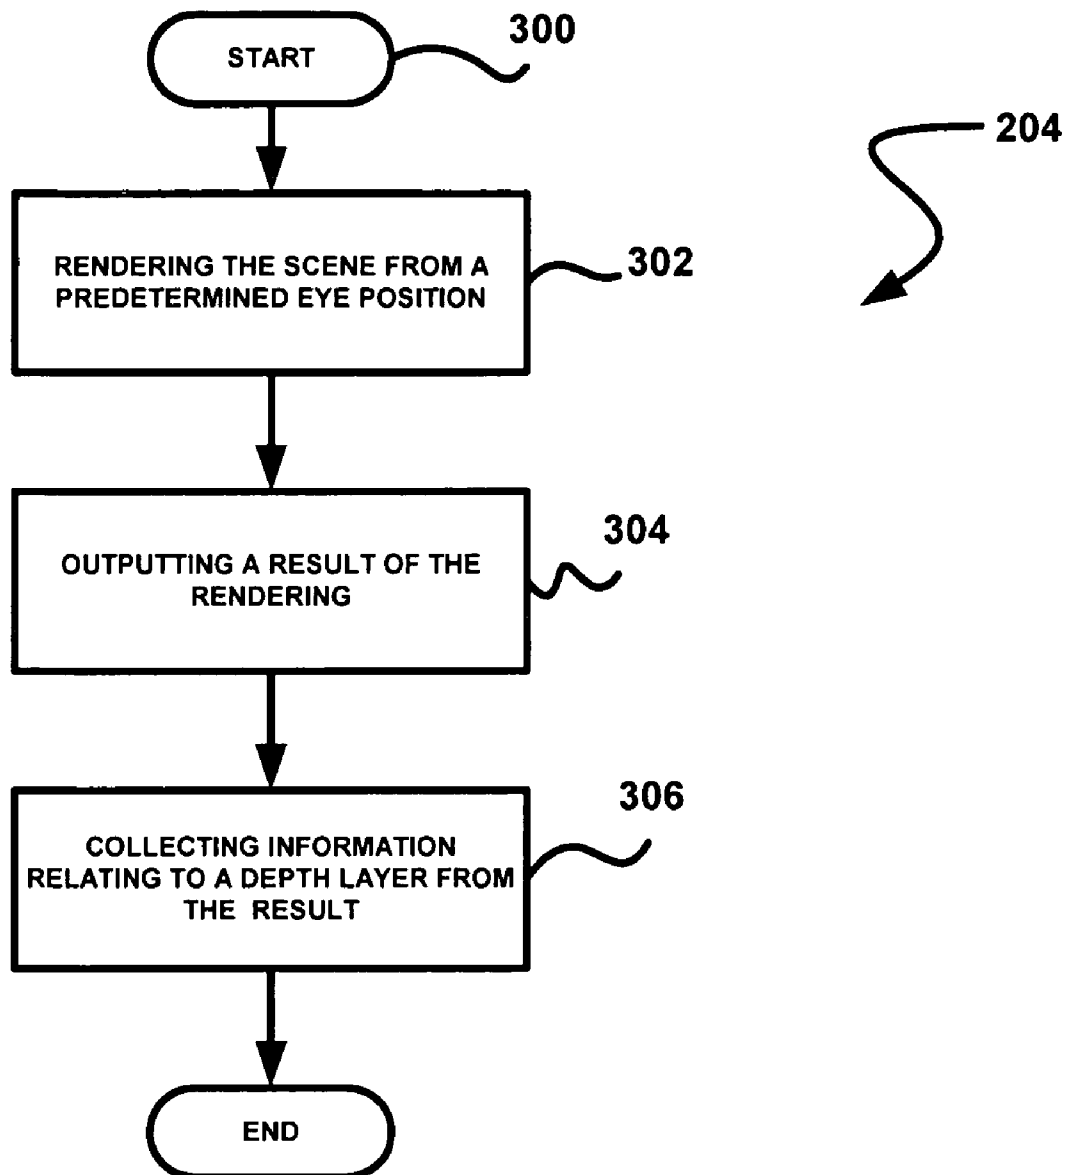 START
300
204
RENDERING THE SCENE FROM A
PREDETERMINED EYE POSITION
302
OUTPUTTING A RESULT OF THE
RENDERING
304
COLLECTING INFORMATION
RELATING TO A DEPTH LAYER FROM
THE RESULT
306
END